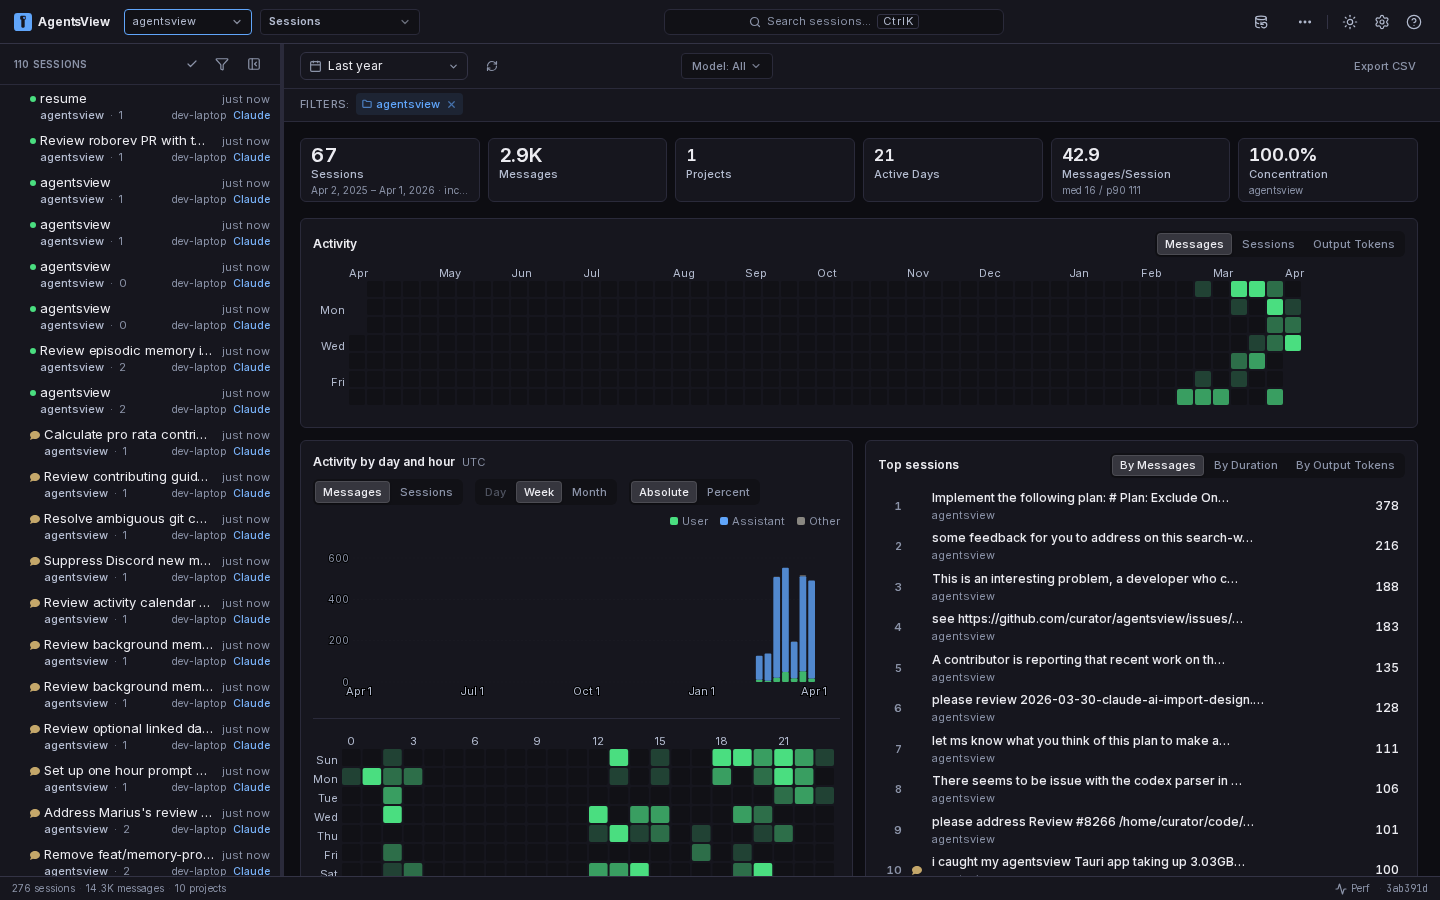 AgentsView
agentsview
Sessions
Search sessions... CtrlK
110 SESSIONS
resume just now
agentsview · 1 dev-laptop Claude
Review roborev PR with t... just now
agentsview · 1 dev-laptop Claude
agentsview just now
agentsview · 1 dev-laptop Claude
agentsview just now
agentsview · 1 dev-laptop Claude
agentsview just now
agentsview · 0 dev-laptop Claude
agentsview just now
agentsview · 0 dev-laptop Claude
Review episodic memory i... just now
agentsview · 2 dev-laptop Claude
agentsview just now
agentsview · 2 dev-laptop Claude
Calculate pro rata contri... just now
agentsview · 1 dev-laptop Claude
Review contributing guid... just now
agentsview · 1 dev-laptop Claude
Resolve ambiguous git c... just now
agentsview · 1 dev-laptop Claude
Suppress Discord new m... just now
agentsview · 1 dev-laptop Claude
Review activity calendar ... just now
agentsview · 1 dev-laptop Claude
Review background mem... just now
agentsview · 1 dev-laptop Claude
Review background mem... just now
agentsview · 1 dev-laptop Claude
Review optional linked da... just now
agentsview · 1 dev-laptop Claude
Set up one hour prompt ... just now
agentsview · 1 dev-laptop Claude
Address Marius's review ... just now
agentsview · 2 dev-laptop Claude
Remove feat/memory-pro... just now
agentsview · 2 dev-laptop Claude
Last year
Model: All
Export CSV
FILTERS: agentsview ×
67
Sessions
Apr 2, 2025 – Apr 1, 2026 · inc...
2.9K
Messages
1
Projects
21
Active Days
42.9
Messages/Session
med 16 / p90 111
100.0%
Concentration
agentsview
Activity
Messages Sessions Output Tokens
Apr May Jun Jul Aug Sep Oct Nov Dec Jan Feb Mar Apr
Mon
Wed
Fri
Activity by day and hour UTC
Messages Sessions Day Week Month Absolute Percent
User Assistant Other
600
400
200
0
Apr 1 Jul 1 Oct 1 Jan 1 Apr 1
0 3 6 9 12 15 18 21
Sun
Mon
Tue
Wed
Thu
Fri
Sat
Top sessions
By Messages By Duration By Output Tokens
1 Implement the following plan: # Plan: Exclude On... 378
agentsview
2 some feedback for you to address on this search-w... 216
agentsview
3 This is an interesting problem, a developer who c... 188
agentsview
4 see https://github.com/curator/agentsview/issues/... 183
agentsview
5 A contributor is reporting that recent work on th... 135
agentsview
6 please review 2026-03-30-claude-ai-import-design.... 128
agentsview
7 let ms know what you think of this plan to make a... 111
agentsview
8 There seems to be issue with the codex parser in ... 106
agentsview
9 please address Review #8266 /home/curator/code/... 101
agentsview
10 i caught my agentsview Tauri app taking up 3.03GB... 100
276 sessions 14.3K messages 10 projects
Perf 3ab391d